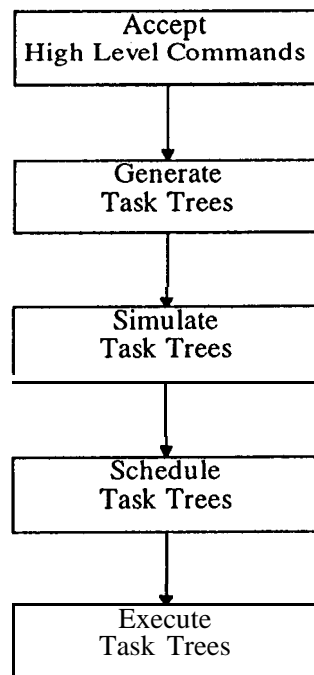 Accept
High Level Commands
Generate
Task Trees
Simulate
Task Trees
Schedule
Task Trees
Execute
Task Trees